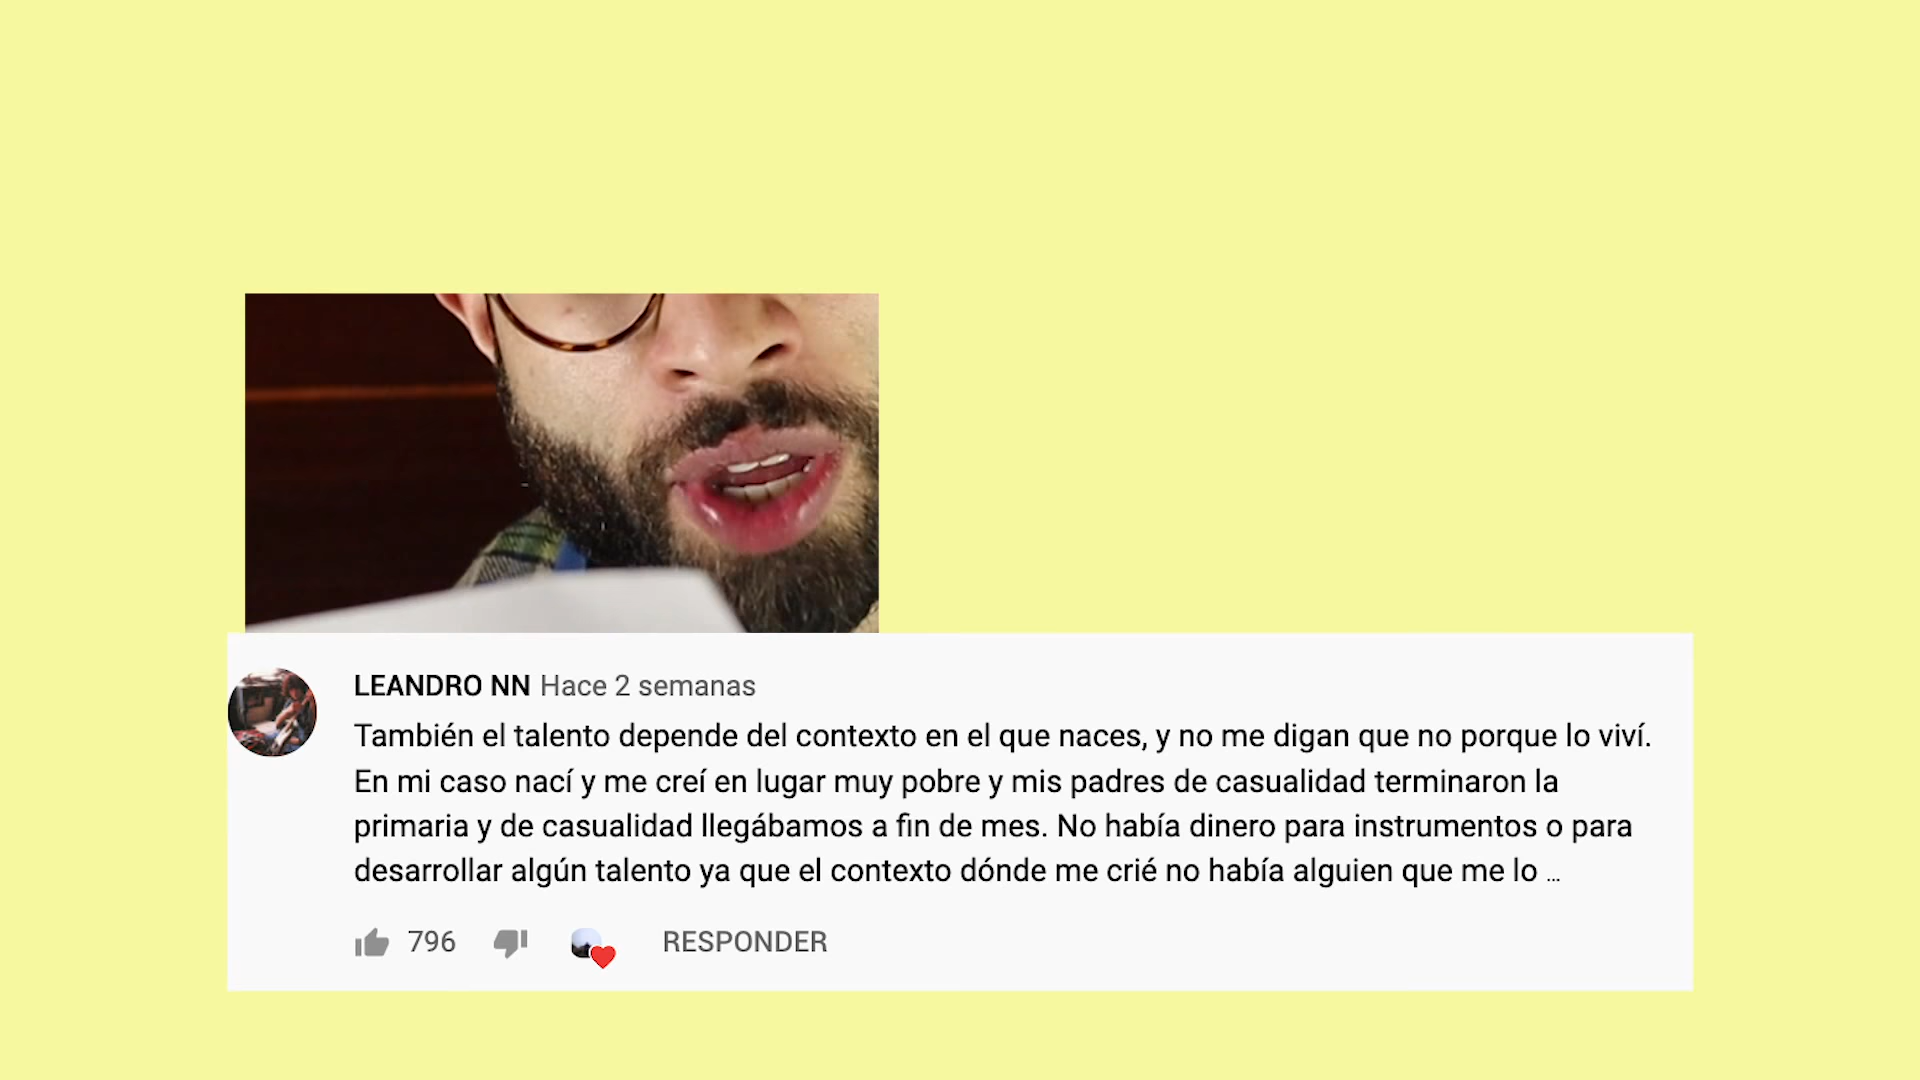 LEANDRO NN Hace 2 semanas
También el talento depende del contexto en el que naces, y no me digan que no porque lo viví.
En mi caso nací y me creí en lugar muy pobre y mis padres de casualidad terminaron la
primaria y de casualidad llegábamos a fin de mes. No había dinero para instrumentos o para
desarrollar algún talento ya que el contexto dónde me crié no había alguien que me lo ...
796 RESPONDER